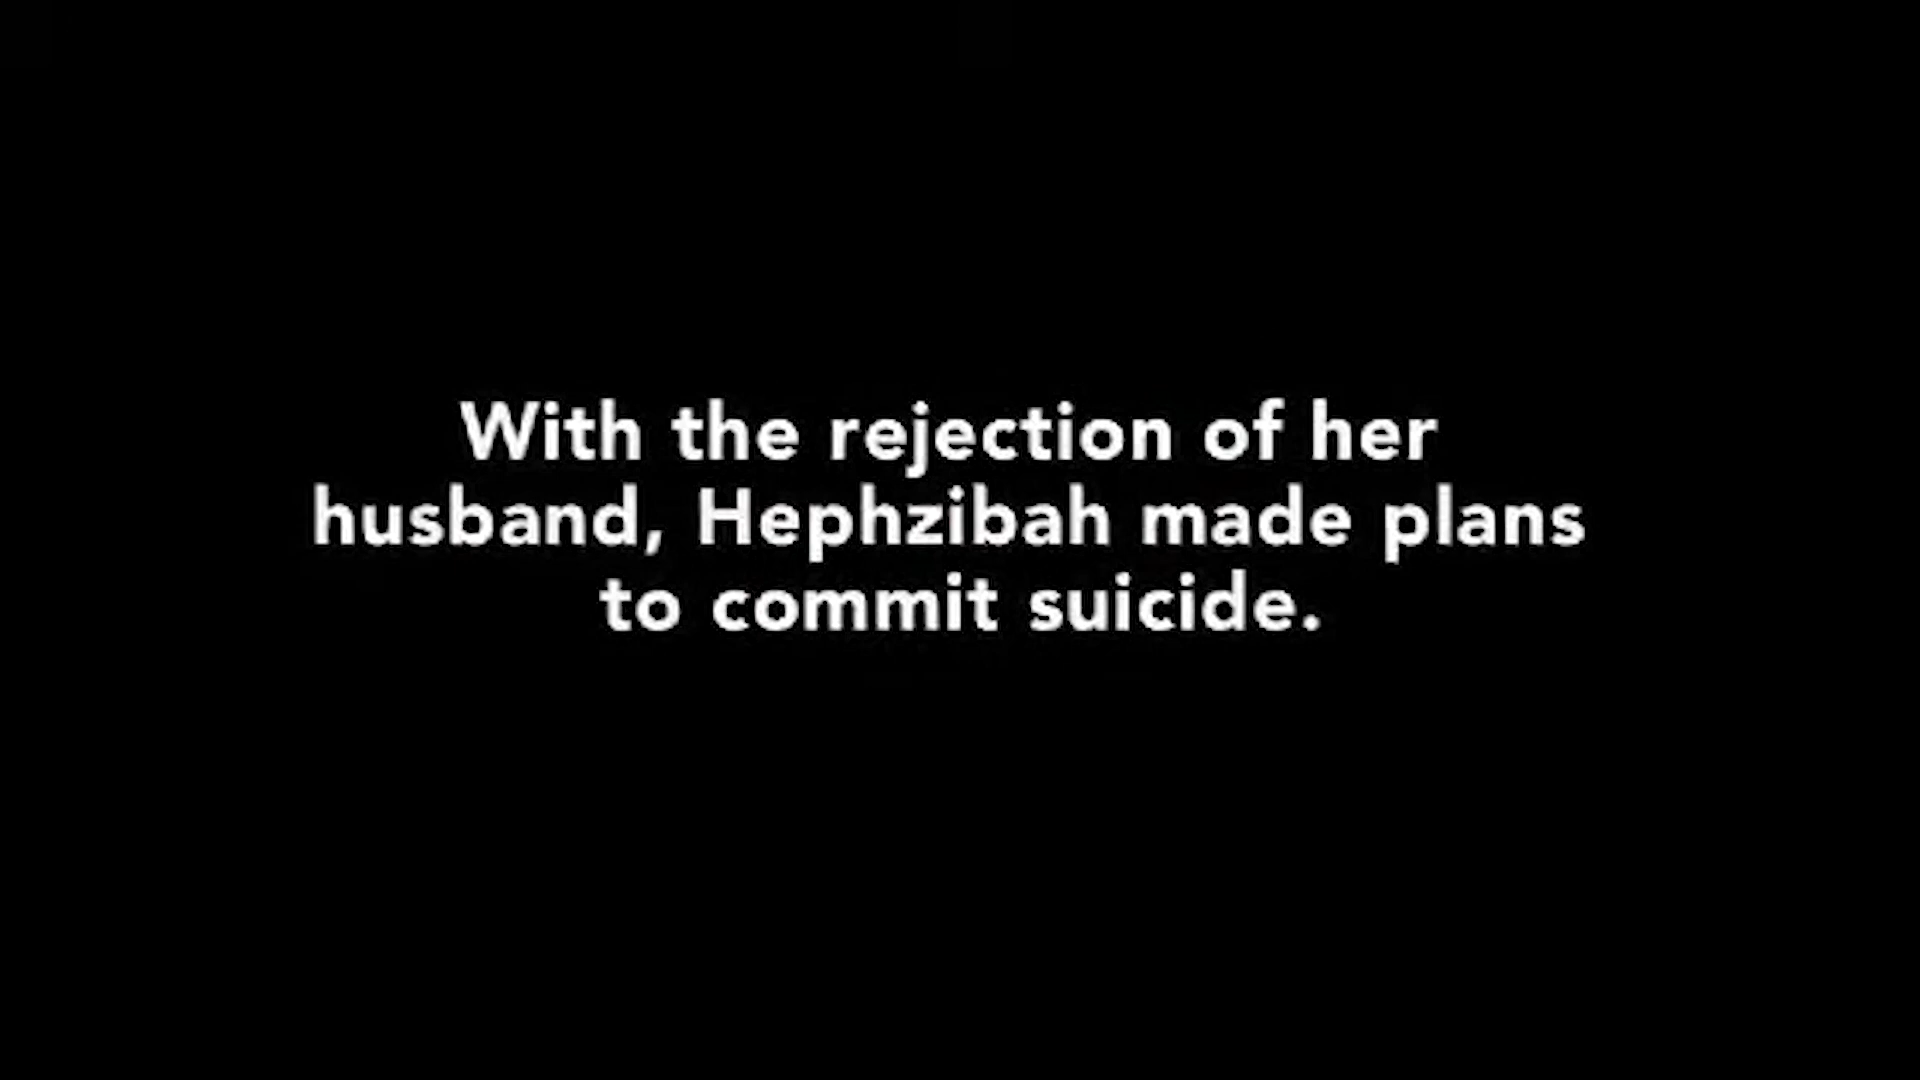 With the rejection of her
husband, Hephzibah made plans
to commit suicide.